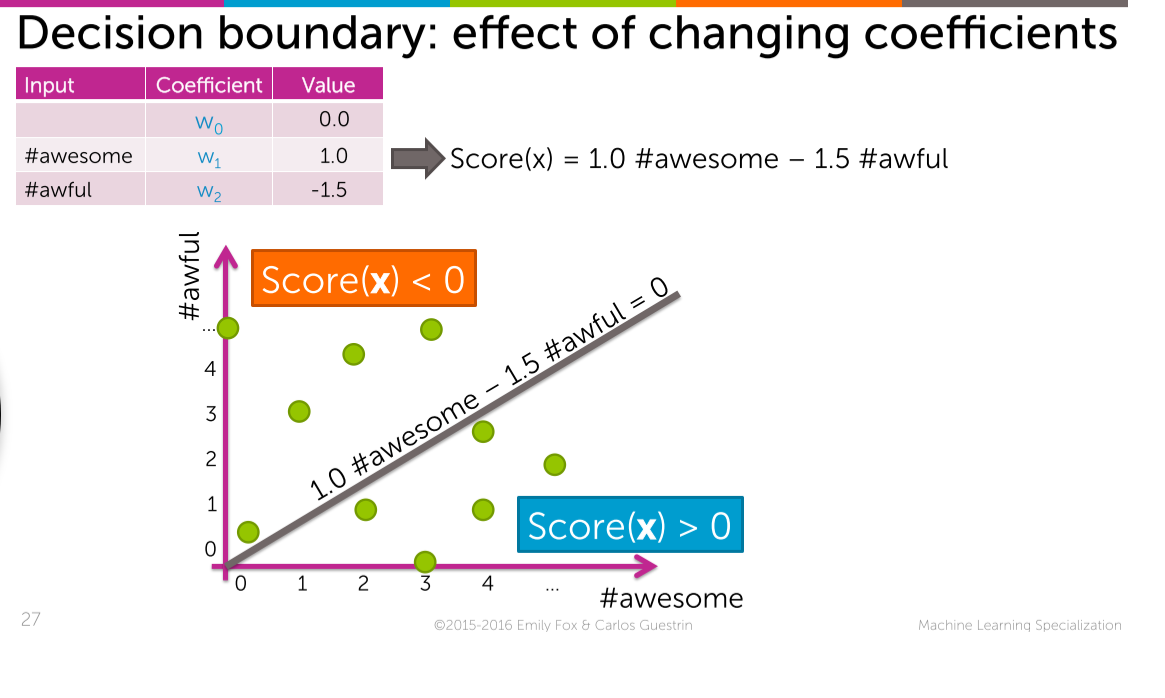 Decision boundary: effect of changing coefficients
Input Coefficient Value
w0 0.0
#awesome w1 1.0
#awful w2 -1.5
Score(x) = 1.0 #awesome – 1.5 #awful
#awful
Score(x) < 0
1.0 #awesome – 1.5 #awful = 0
...
4
3
2
1
0
Score(x) > 0
0 1 2 3 4 ...
#awesome
27
©2015-2016 Emily Fox & Carlos Guestrin
Machine Learning Specialization